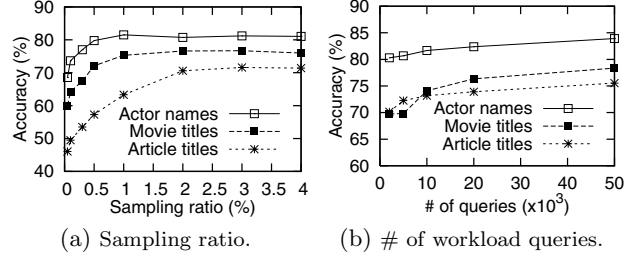 Accuracy (%)
90
80
70
60
50
40
Actor names
Movie titles
Article titles
0 0.5 1 1.5 2 2.5 3 3.5 4
Sampling ratio (%)
(a) Sampling ratio.
Accuracy (%)
90
85
80
75
70
65
60
Actor names
Movie titles
Article titles
0 10 20 30 40 50
# of queries (x10³)
(b) # of workload queries.